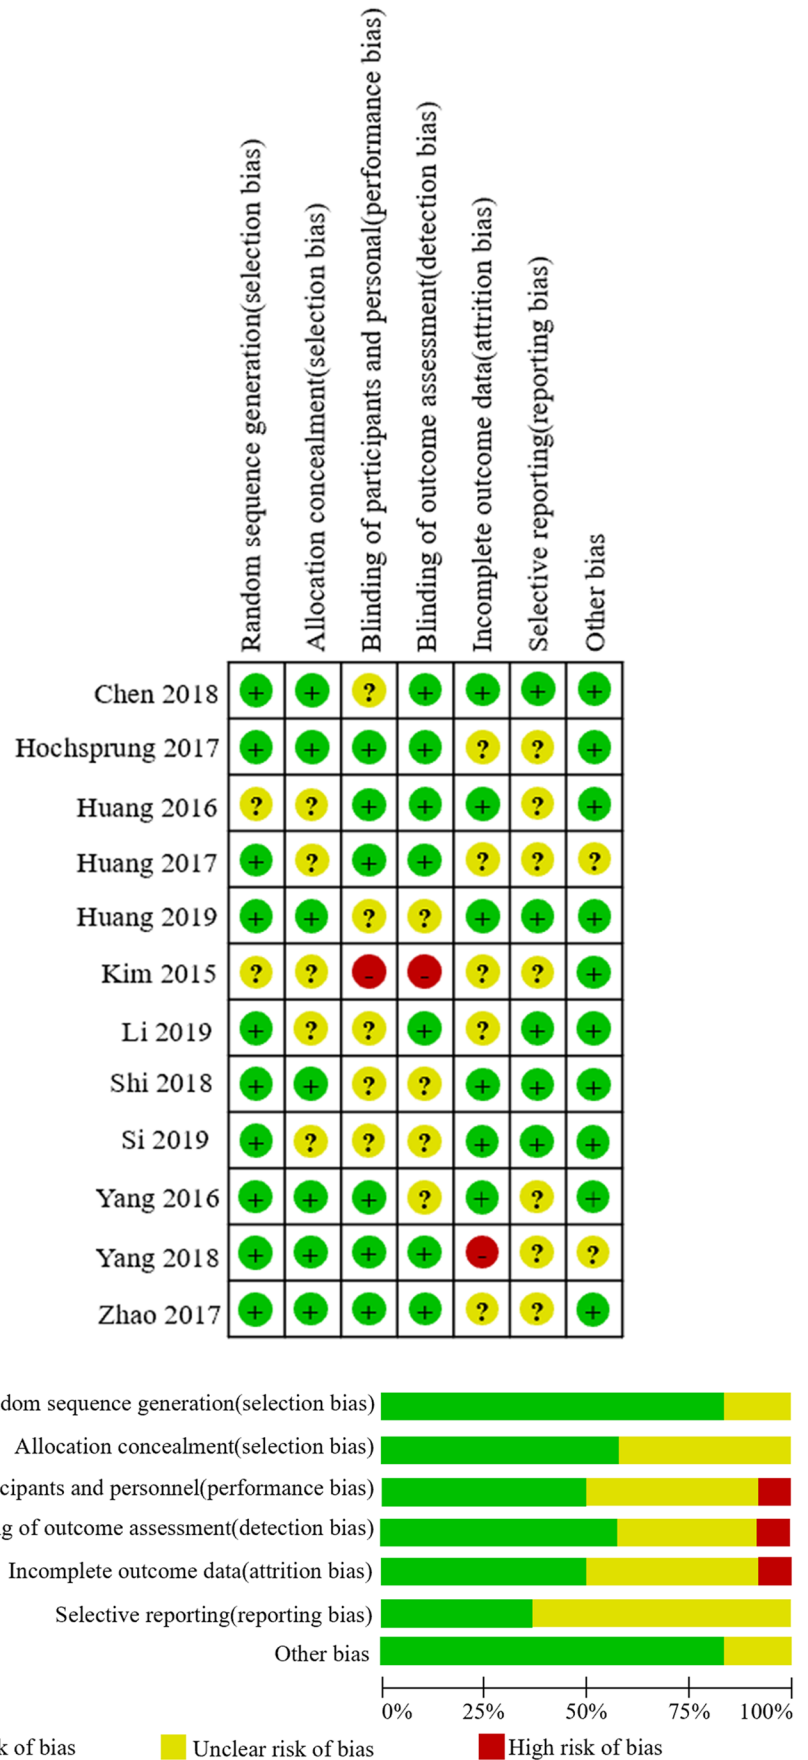 Random sequence generation(selection bias)
Allocation concealment(selection bias)
Blinding of participants and personal(performance bias)
Blinding of outcome assessment(detection bias)
Incomplete outcome data(attrition bias)
Selective reporting(reporting bias)
Other bias
Chen 2018 + + ? + + + +
Hochsprung 2017 + + + + ? ? +
Huang 2016 ? ? + + + ? +
Huang 2017 + ? + + ? ? ?
Huang 2019 + + ? ? + + +
Kim 2015 ? ? - - ? ? +
Li 2019 + ? ? + ? + +
Shi 2018 + + ? ? + + +
Si 2019 + ? ? ? + + +
Yang 2016 + + + ? + ? +
Yang 2018 + + + + - ? ?
Zhao 2017 + + + + ? ? +
dom sequence generation(selection bias)
Allocation concealment(selection bias)
cipants and personnel(performance bias)
g of outcome assessment(detection bias)
Incomplete outcome data(attrition bias)
Selective reporting(reporting bias)
Other bias
0% 25% 50% 75% 100%
k of bias Unclear risk of bias High risk of bias